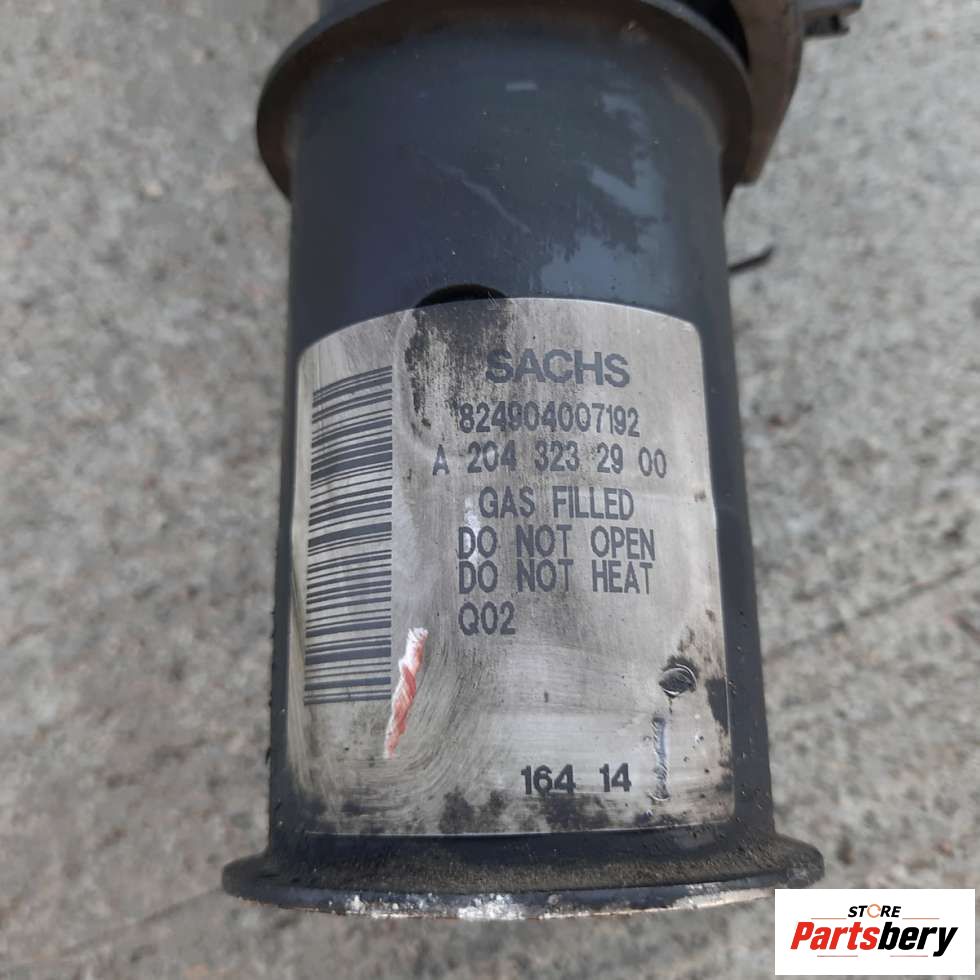 SACHS
824904007192
A 204 323 29 00
GAS FILLED
DO NOT OPEN
DO NOT HEAT
Q02
164 14
STORE
Partsbery